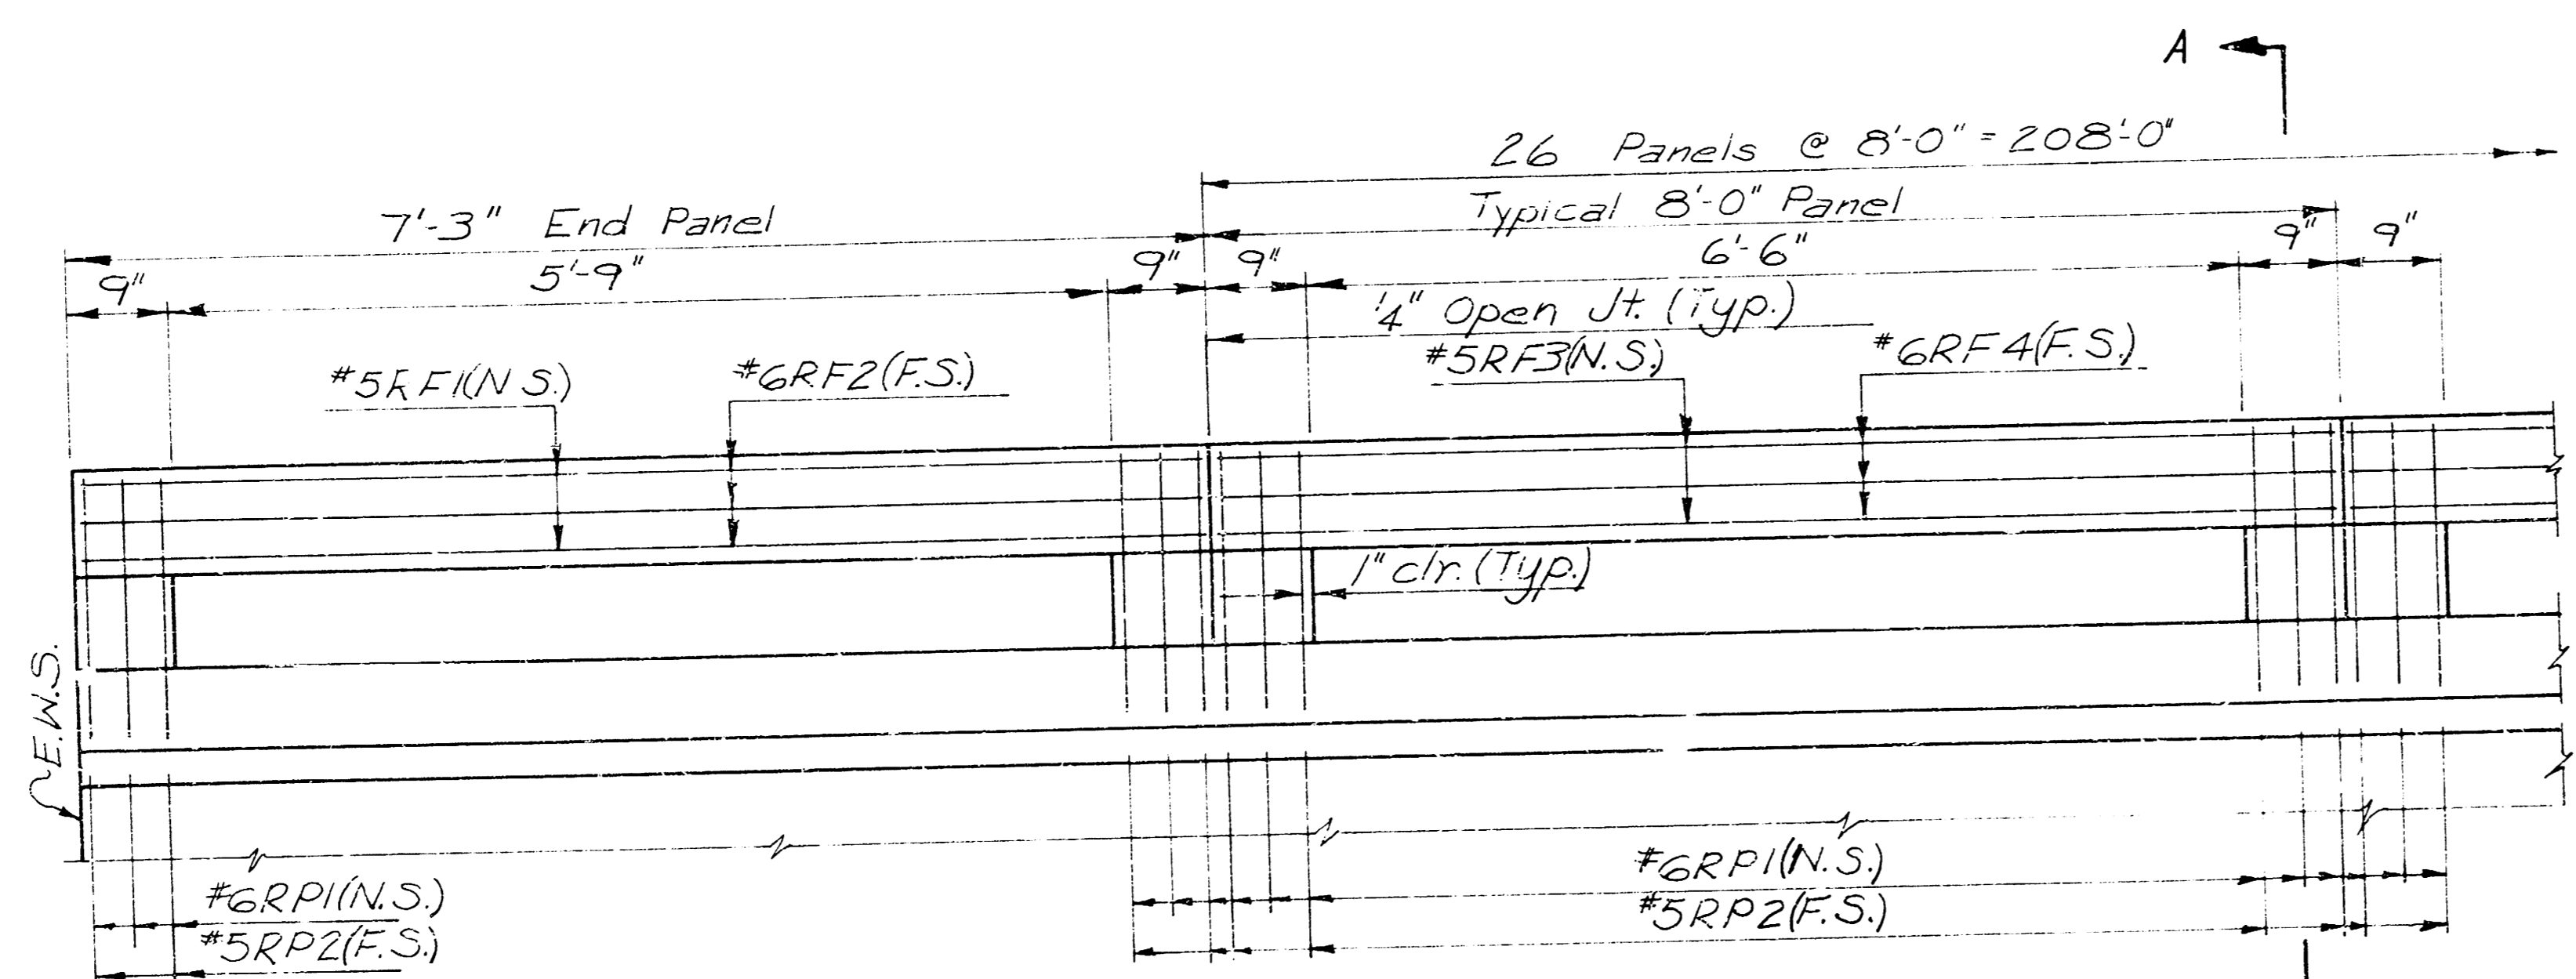 A
26 Panels @ 8'-0" = 208'-0"
7'-3" End Panel
Typical 8'-0" Panel
9"
5'-9"
9"
9"
6'-6"
9"
9"
1/4" Open Jt. (Typ.)
#5RF1(N.S.)
#6RF2(F.S.)
#5RF3(N.S.)
#6RF4(F.S.)
1" clr. (Typ.)
E.W.S.
#6RP1(N.S.)
#5RP2(F.S.)
#6RP1(N.S.)
#5RP2(F.S.)